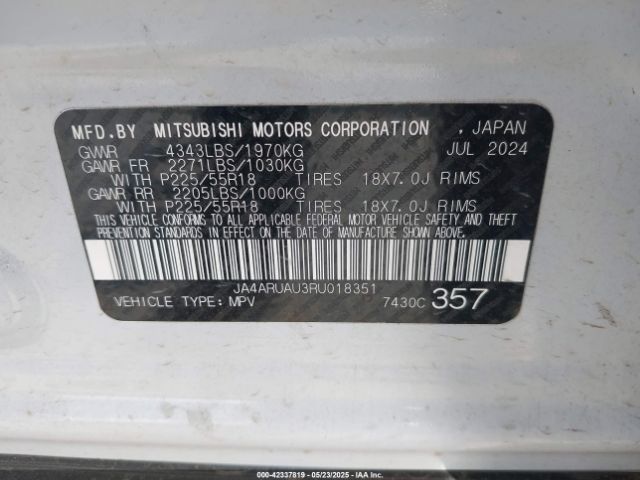 MFD.BY MITSUBISHI MOTORS CORPORATION , JAPAN
GVWR 4343LBS/1970KG JUL 2024
GAWR FR 2271LBS/1030KG
WITH P225/55R18 TIRES 18X7.0J RIMS
GAWR RR 2205LBS/1000KG
WITH P225/55R18 TIRES 18X7.0J RIMS
THIS VEHICLE CONFORMS TO ALL APPLICABLE FEDERAL MOTOR VEHICLE SAFETY AND THEFT
PREVENTION STANDARDS IN EFFECT ON THE DATE OF MANUFACTURE SHOWN ABOVE.
JA4ARUAU3RU018351
VEHICLE TYPE: MPV 7430C 357
000-42337819 - 05/23/2025 - IAAI